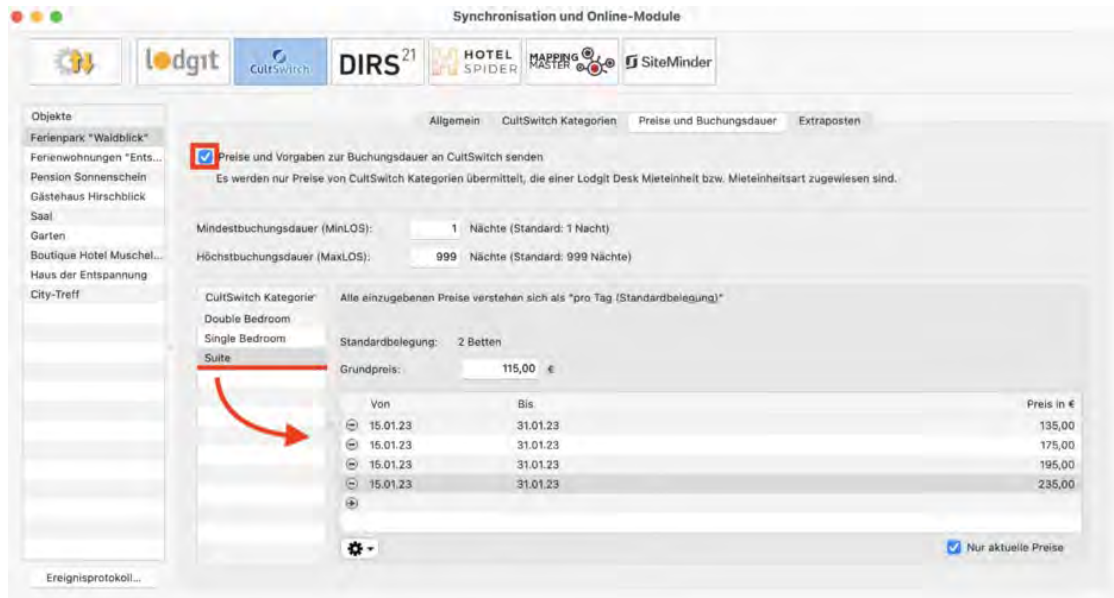 Synchronisation und Online-Module
lodgit
CultSwitch
DIRS21
HOTEL
SPIDER
MAPPING
MASTER
SiteMinder
Objekte
Ferienpark "Waldblick"
Ferienwohnungen "Ents...
Pension Sonnenschein
Gästehaus Hirschblick
Saal
Garten
Boutique Hotel Muschel...
Haus der Entspannung
City-Treff
Ereignisprotokoll...
Allgemein CultSwitch Kategorien Preise und Buchungsdauer Extraposten
Preise und Vorgaben zur Buchungsdauer an CultSwitch senden
Es werden nur Preise von CultSwitch Kategorien übermittelt, die einer Lodgit Desk Mieteinheit bzw. Mieteinheitsart zugewiesen sind.
Mindestbuchungsdauer (MinLOS): 1 Nächte (Standard: 1 Nacht)
Höchstbuchungsdauer (MaxLOS): 999 Nächte (Standard: 999 Nächte)
CultSwitch Kategorie
Double Bedroom
Single Bedroom
Suite
Alle einzugebenen Preise verstehen sich als "pro Tag (Standardbelegung)"
Standardbelegung: 2 Betten
Grundpreis: 115,00 €
Von Bis Preis in €
15.01.23 31.01.23 135,00
15.01.23 31.01.23 175,00
15.01.23 31.01.23 195,00
15.01.23 31.01.23 235,00
Nur aktuelle Preise